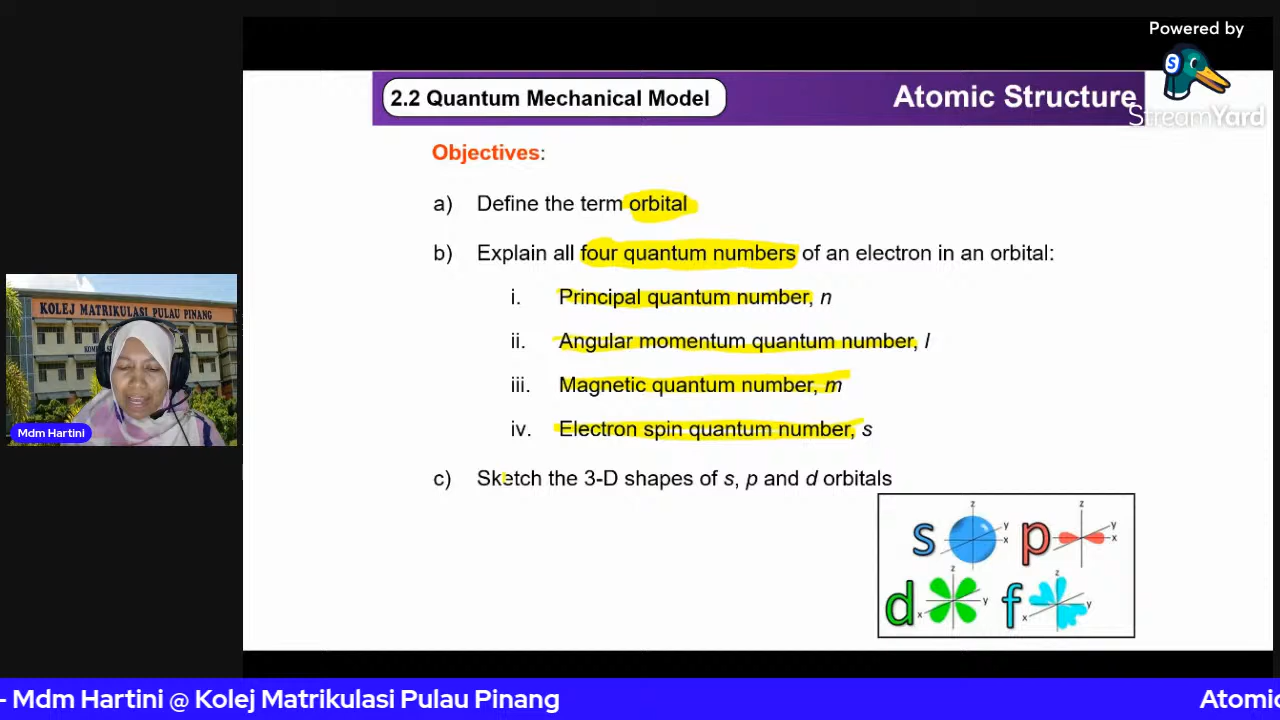 Powered by
S
StreamYard
2.2 Quantum Mechanical Model
Atomic Structure
Objectives:
a) Define the term orbital
b) Explain all four quantum numbers of an electron in an orbital:
i. Principal quantum number, n
ii. Angular momentum quantum number, l
iii. Magnetic quantum number, m
iv. Electron spin quantum number, s
c) Sketch the 3-D shapes of s, p and d orbitals
s z y x
p z y x
d z y x
f z y x
KOLEJ MATRIKULASI PULAU PINANG
Mdm Hartini
- Mdm Hartini @ Kolej Matrikulasi Pulau Pinang
Atomic